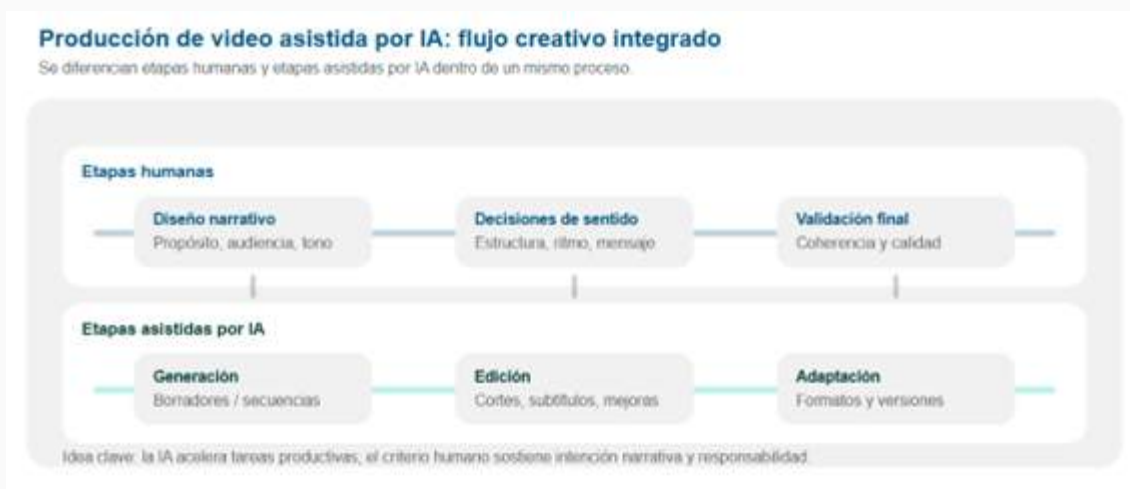 Producción de video asistida por IA: flujo creativo integrado
Se diferencian etapas humanas y etapas asistidas por IA dentro de un mismo proceso.
Etapas humanas
Diseño narrativo
Propósito, audiencia, tono
Decisiones de sentido
Estructura, ritmo, mensaje
Validación final
Coherencia y calidad
Etapas asistidas por IA
Generación
Borradores / secuencias
Edición
Cortes, subtítulos, mejoras
Adaptación
Formatos y versiones
Idea clave: la IA acelera tareas productivas; el criterio humano sostiene intención narrativa y responsabilidad.